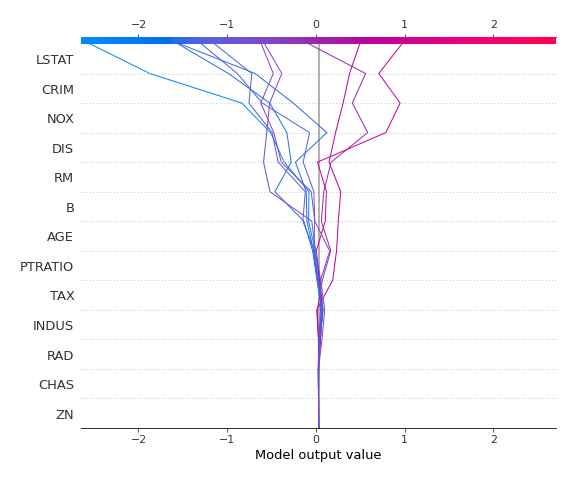 −2 −1 0 1 2
LSTAT
CRIM
NOX
DIS
RM
B
AGE
PTRATIO
TAX
INDUS
RAD
CHAS
ZN
−2 −1 0 1 2
Model output value